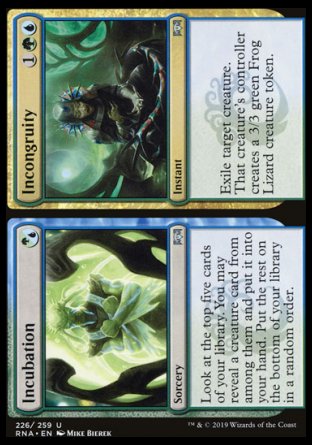 Incubation
Sorcery
Look at the top five cards
of your library. You may
reveal a creature card from
among them and put it into
your hand. Put the rest on
the bottom of your library
in a random order.
Incongruity
1
Instant
Exile target creature.
That creature's controller
creates a 3/3 green Frog
Lizard creature token.
226/259 U
RNA • EN Mike Bierek
™ & © 2019 Wizards of the Coast